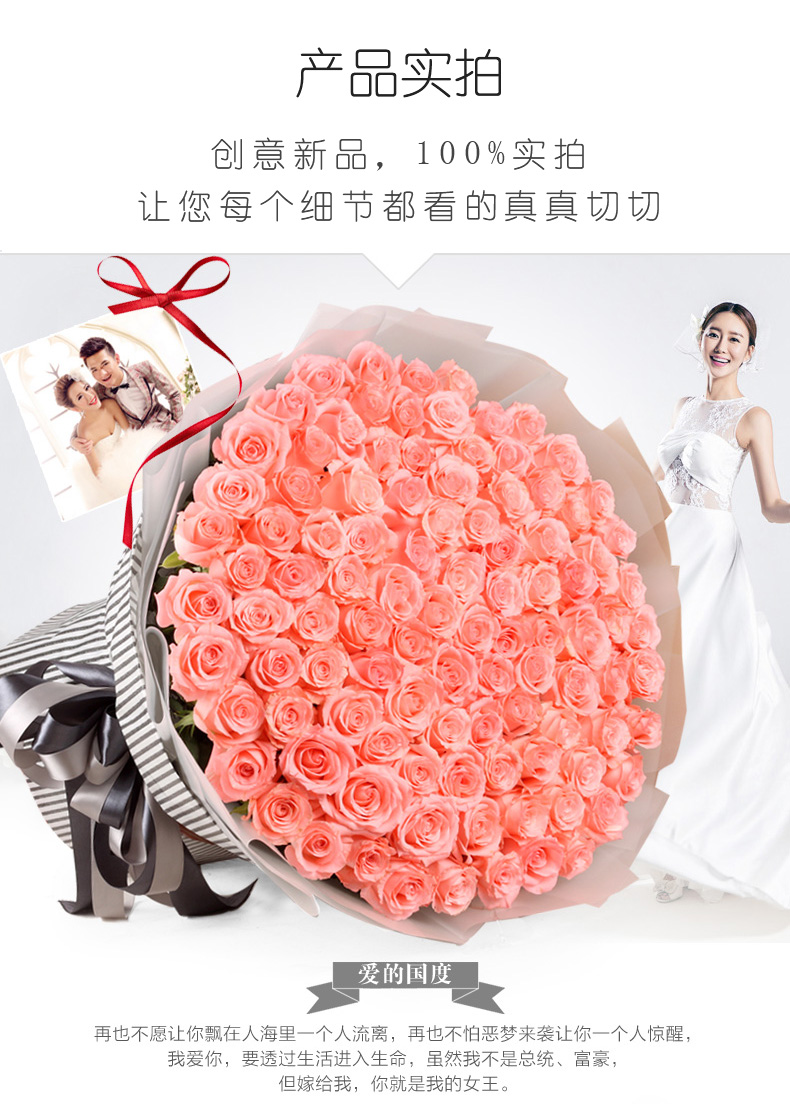 产品实拍
创意新品，100%实拍
让您每个细节都看的真真切切
爱的国度
再也不愿让你飘在人海里一个人流离，再也不怕恶梦来袭让你一个人惊醒，
我爱你，要透过生活进入生命，虽然我不是总统、富豪，
但嫁给我，你就是我的女王。